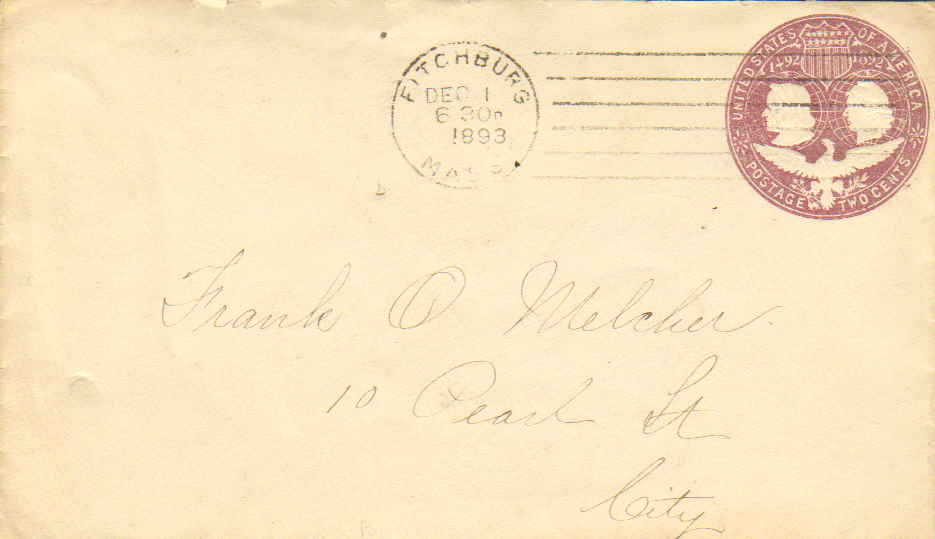 FITCHBURG
DEC 1
6 30P
1893
MASS
UNITED STATES OF AMERICA
1492 1892
POSTAGE TWO CENTS
Frank O Melcher
10 Pearl St
City